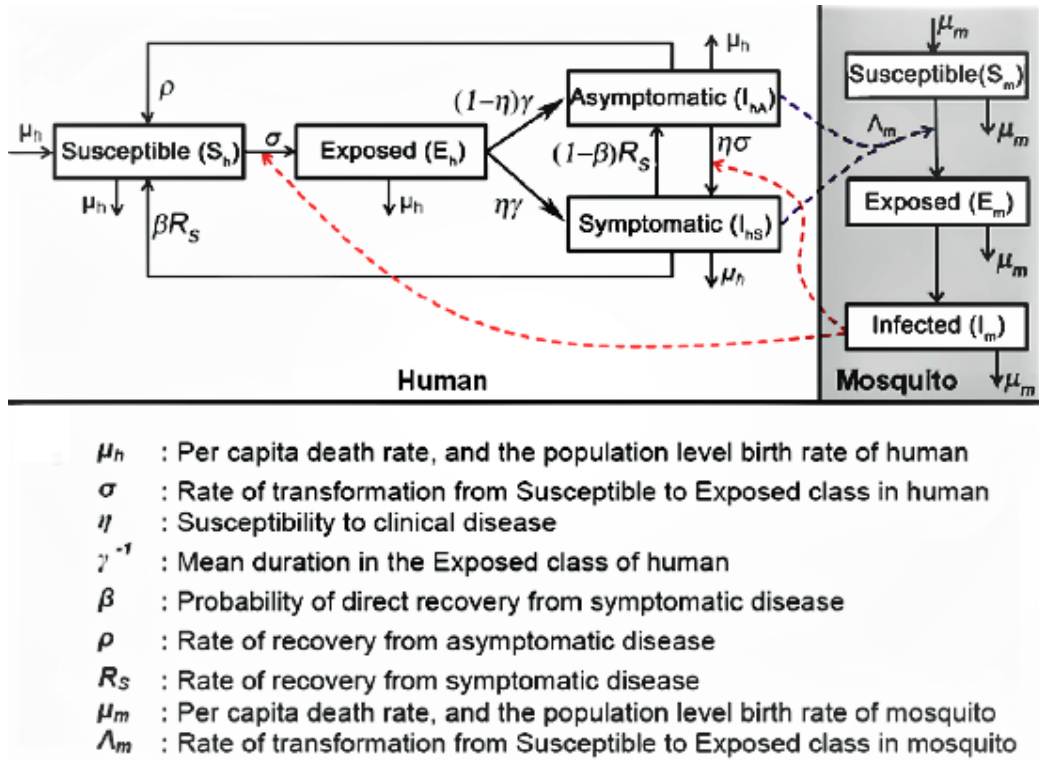 μh
ρ
μh
Susceptible (Sh)
σ
Exposed (Eh)
(1−η)γ
Asymptomatic (IhA)
(1−β)Rs
ησ
μh
βRs
μh
ηγ
Symptomatic (IhS)
μh
Human
μm
Susceptible(Sm)
Λm
μm
Exposed (Em)
μm
Infected (Im)
Mosquito
μm
μh : Per capita death rate, and the population level birth rate of human
σ : Rate of transformation from Susceptible to Exposed class in human
η : Susceptibility to clinical disease
γ⁻¹ : Mean duration in the Exposed class of human
β : Probability of direct recovery from symptomatic disease
ρ : Rate of recovery from asymptomatic disease
RS : Rate of recovery from symptomatic disease
μm : Per capita death rate, and the population level birth rate of mosquito
Λm : Rate of transformation from Susceptible to Exposed class in mosquito